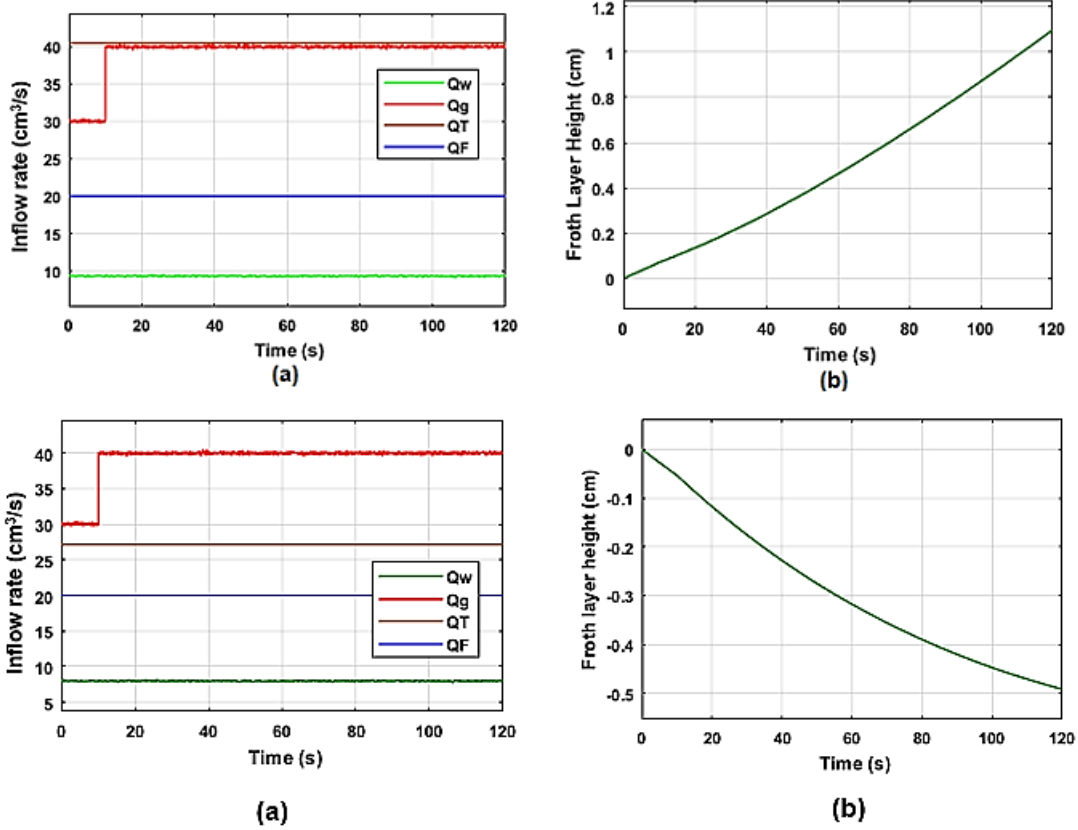 Inflow rate (cm³/s)
40
30
20
10
Qw
Qg
QT
QF
0 20 40 60 80 100 120
Time (s)
(a)
Froth Layer Height (cm)
1.2
1
0.8
0.6
0.4
0.2
0
0 20 40 60 80 100 120
Time (s)
(b)
Inflow rate (cm³/s)
40
35
30
25
20
15
10
5
Qw
Qg
QT
QF
0 20 40 60 80 100 120
Time (s)
(a)
Froth layer height (cm)
0
-0.1
-0.2
-0.3
-0.4
-0.5
0 20 40 60 80 100 120
Time (s)
(b)